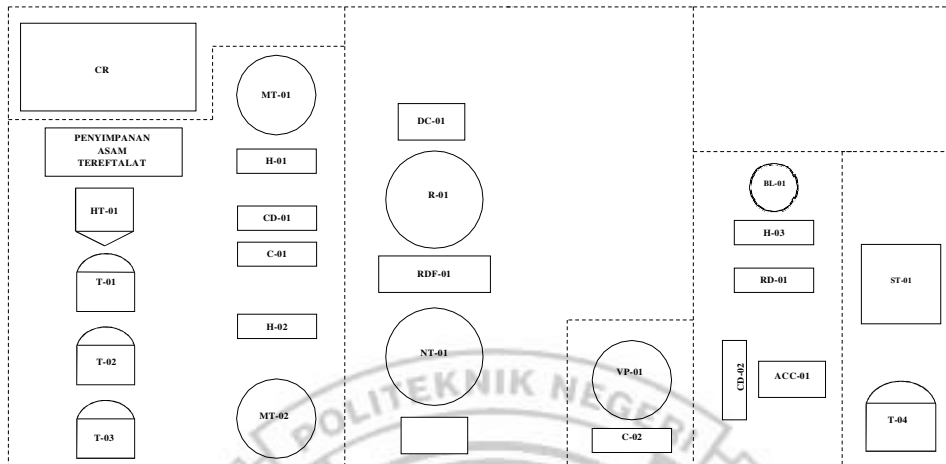 CR
PENYIMPANAN
ASAM
TEREFTALAT
HT-01
T-01
T-02
T-03
MT-01
H-01
CD-01
C-01
H-02
MT-02
DC-01
R-01
RDF-01
NT-01
VP-01
C-02
BL-01
H-03
RD-01
CD-02
ACC-01
ST-01
T-04
POLITEKNIK NEGERI